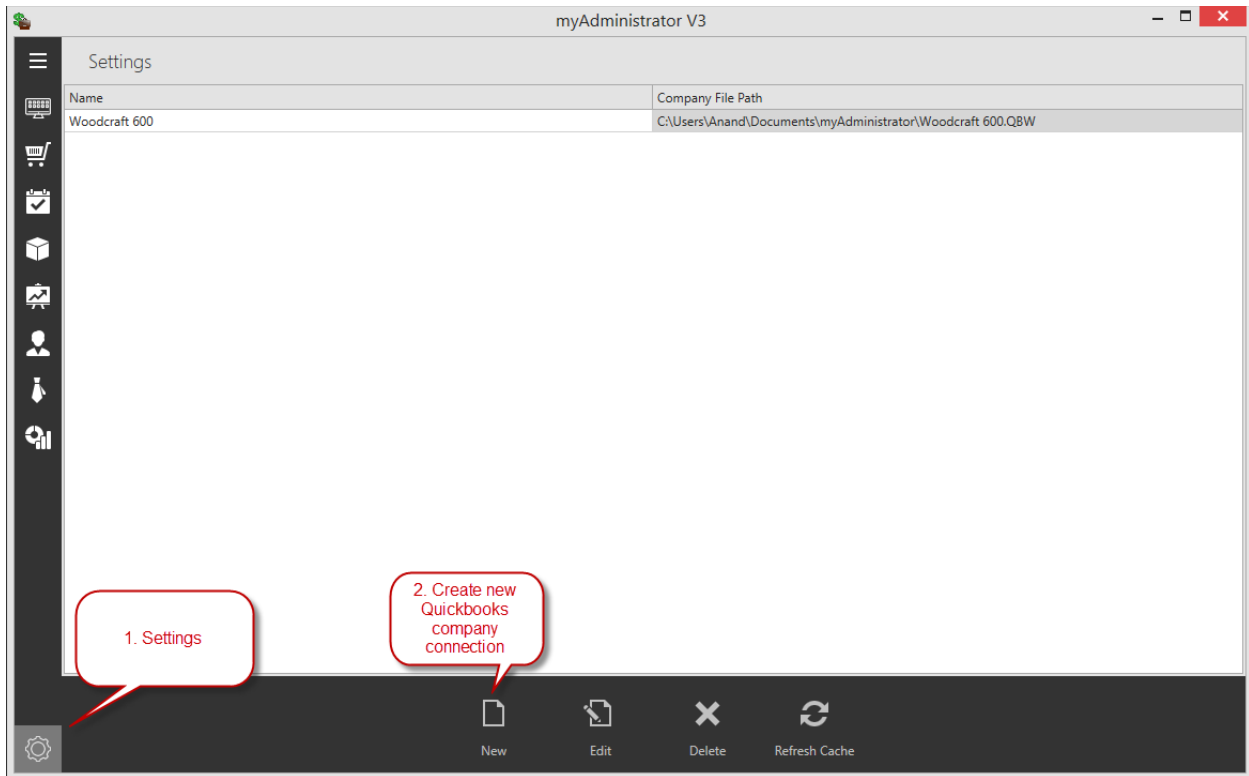 myAdministrator V3
Settings
Name Company File Path
Woodcraft 600 C:\Users\Anand\Documents\myAdministrator\Woodcraft 600.QBW
1. Settings
2. Create new
Quickbooks
company
connection
New Edit Delete Refresh Cache